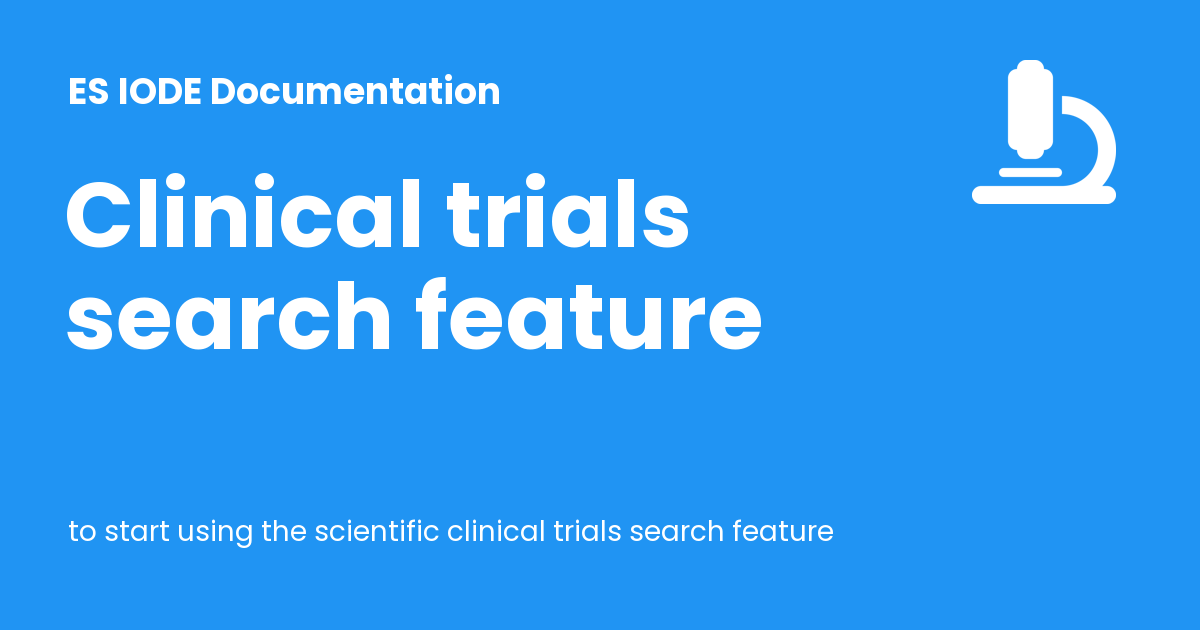 ES IODE Documentation
Clinical trials
search feature
to start using the scientific clinical trials search feature